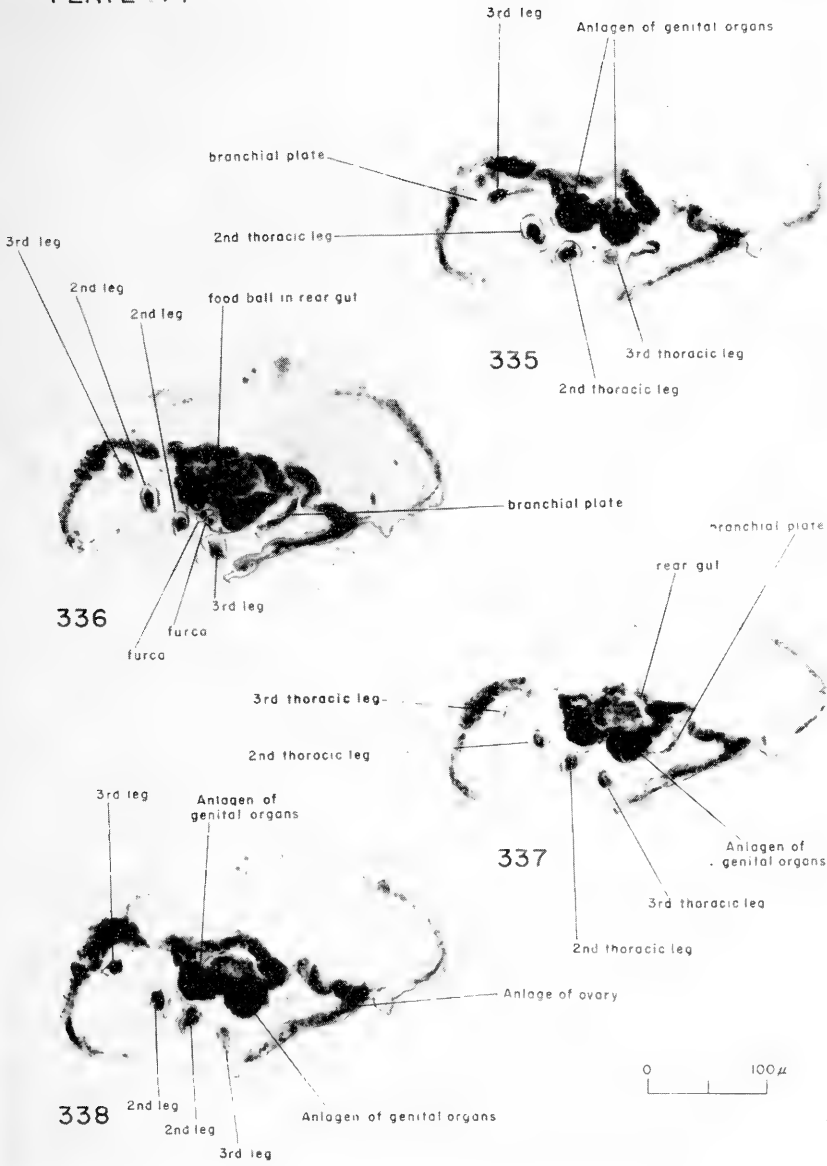 3rd leg
Anlagen of genital organs
branchial plate
2nd thoracic leg
3rd thoracic leg
2nd thoracic leg
335
3rd leg
2nd leg
2nd leg
food ball in rear gut
branchial plate
3rd leg
furca
furca
336
branchial plate
rear gut
3rd thoracic leg
2nd thoracic leg
Anlagen of
genital organs
3rd thoracic leg
2nd thoracic leg
337
3rd leg
Anlagen of
genital organs
Anlage of ovary
2nd leg
2nd leg
3rd leg
Anlagen of genital organs
338
0 100 µ